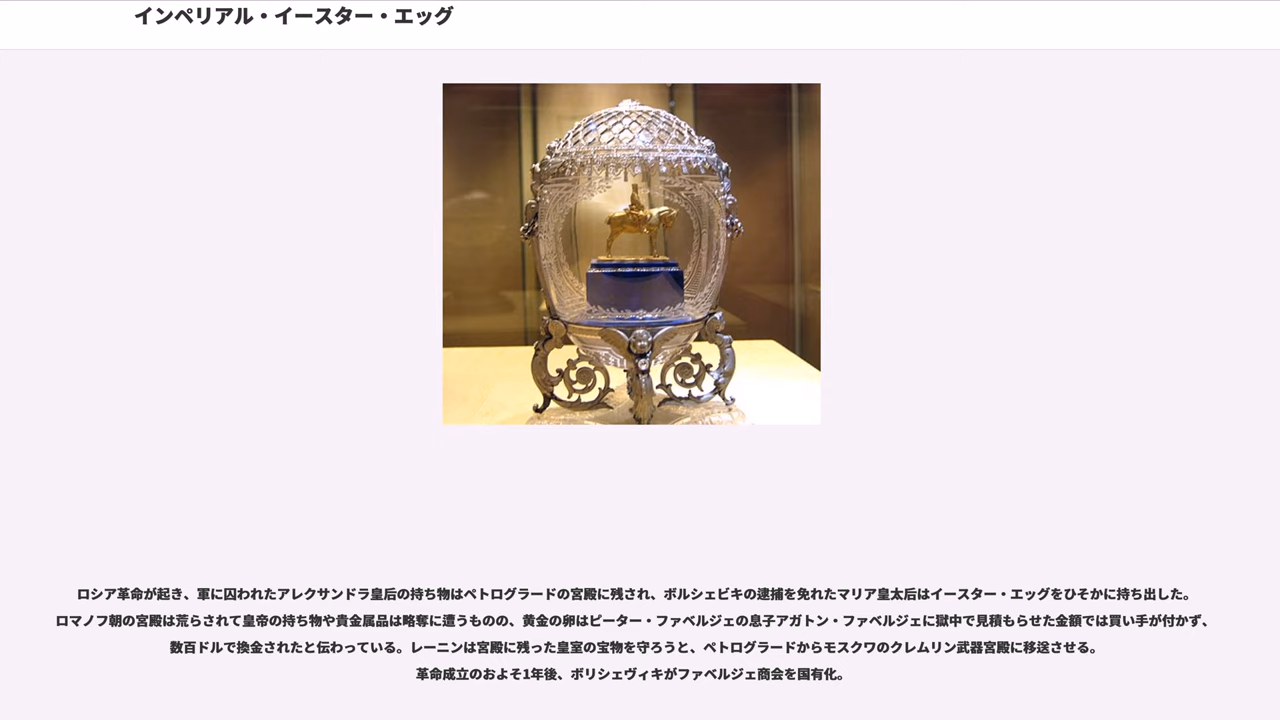 インペリアル・イースター・エッグ
ロシア革命が起き、軍に囚われたアレクサンドラ皇后の持ち物はペトログラードの宮殿に残され、ボルシェビキの逮捕を免れたマリア皇太后はイースター・エッグをひそかに持ち出した。
ロマノフ朝の宮殿は荒らされて皇帝の持ち物や貴金属品は略奪に遭うものの、黄金の卵はピーター・ファベルジェの息子アガトン・ファベルジェに獄中で見積もらせた金額では買い手が付かず、
数百ドルで換金されたと伝わっている。レーニンは宮殿に残った皇室の宝物を守ろうと、ペトログラードからモスクワのクレムリン武器宮殿に移送させる。
革命成立のおよそ1年後、ボリシェヴィキがファベルジェ商会を国有化。